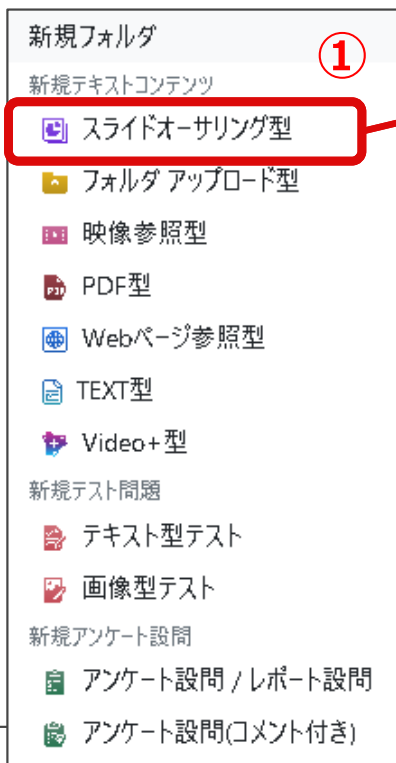 新規フォルダ
①
新規テキストコンテンツ
スライドオーサリング型
フォルダ アップロード型
映像参照型
PDF型
Webページ参照型
TEXT型
Video+型
新規テスト問題
テキスト型テスト
画像型テスト
新規アンケート設問
アンケート設問 / レポート設問
アンケート設問(コメント付き)